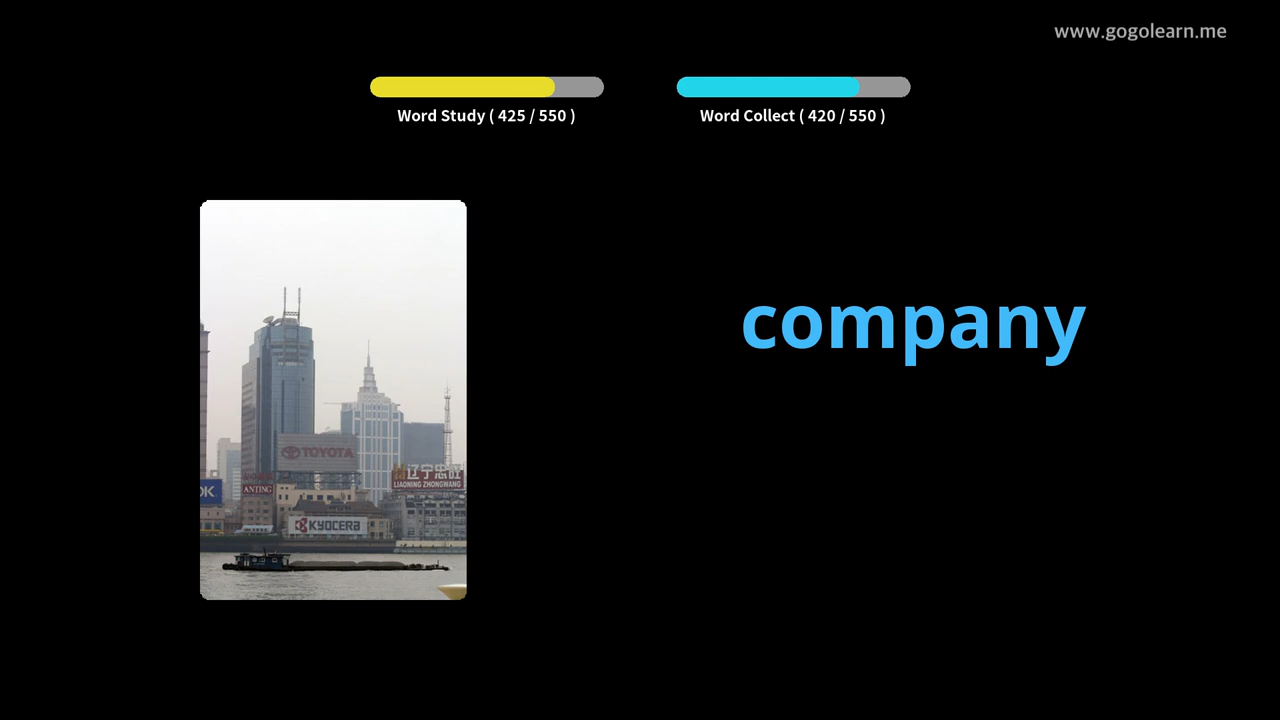 www.gogolearn.me
Word Study ( 425 / 550 )
Word Collect ( 420 / 550 )
company
TOYOTA
辽宁忠旺
LIAONING ZHONGWANG
KYOCERA